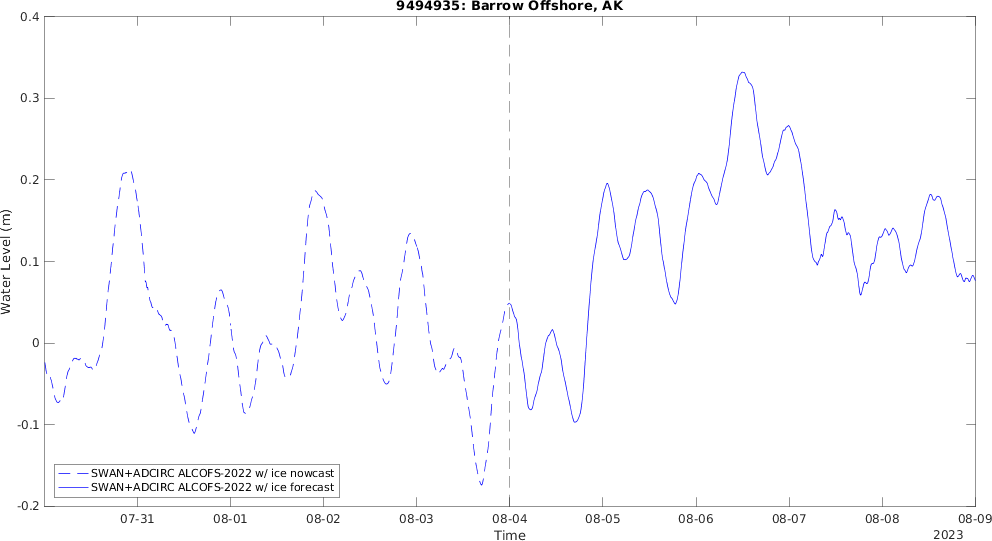 9494935: Barrow Offshore, AK
Water Level (m)
0.4
0.3
0.2
0.1
0
-0.1
-0.2
SWAN+ADCIRC ALCOFS-2022 w/ ice nowcast
SWAN+ADCIRC ALCOFS-2022 w/ ice forecast
07-31 08-01 08-02 08-03 08-04 08-05 08-06 08-07 08-08 08-09
Time
2023